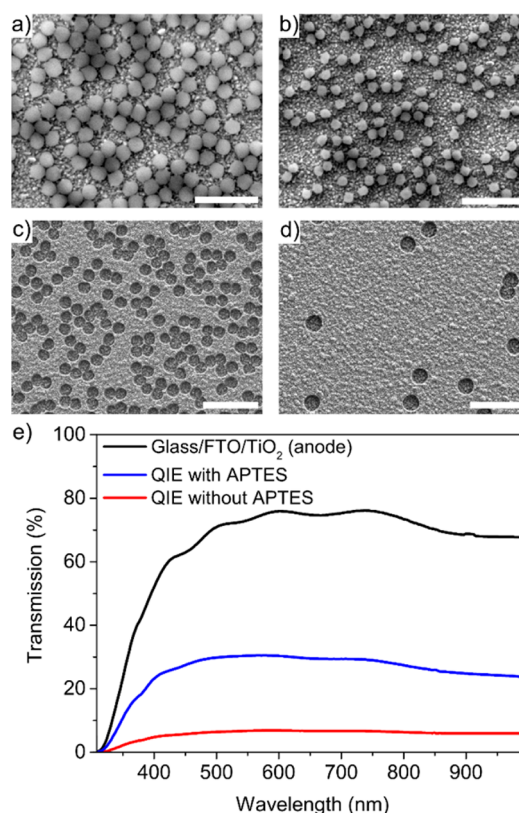 a)
b)
c)
d)
e)
100
80
60
40
20
0
Transmission (%)
Glass/FTO/TiO₂ (anode)
QIE with APTES
QIE without APTES
400 500 600 700 800 900
Wavelength (nm)